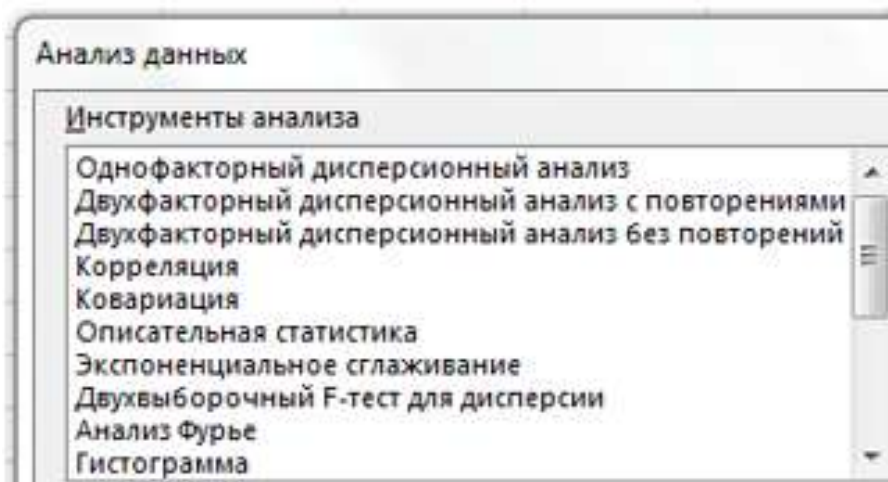 Анализ данных
Инструменты анализа
Однофакторный дисперсионный анализ
Двухфакторный дисперсионный анализ с повторениями
Двухфакторный дисперсионный анализ без повторений
Корреляция
Ковариация
Описательная статистика
Экспоненциальное сглаживание
Двухвыборочный F-тест для дисперсии
Анализ Фурье
Гистограмма